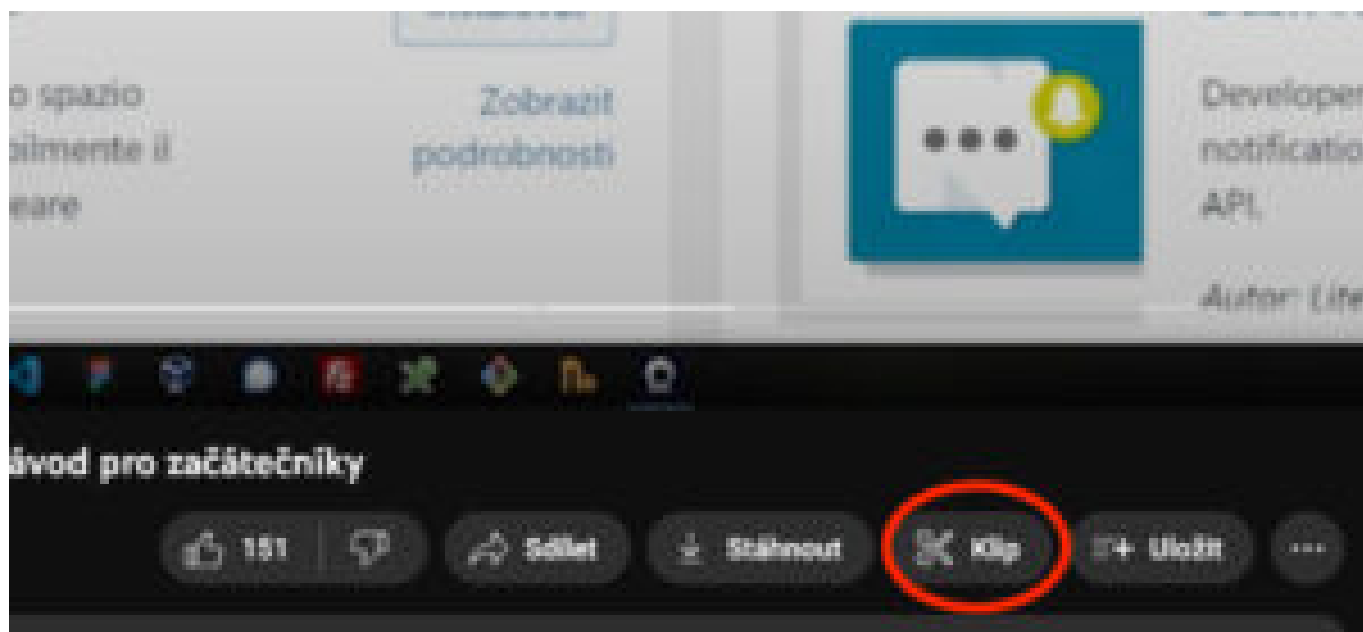 o spazio
Zobrazit
Developer
bilmente il
podrobnosti
notificatio
eare
API.
Autor: Lite
ávod pro začátečníky
151
Sdílet
Stáhnout
Klip
Uložit